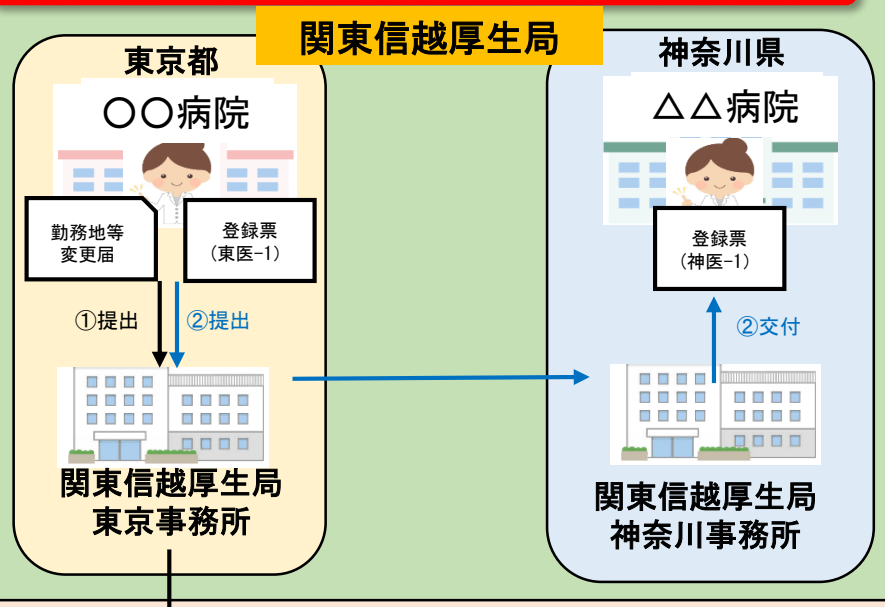 関東信越厚生局
東京都
〇〇病院
勤務地等
変更届
登録票
(東医-1)
①提出
②提出
関東信越厚生局
東京事務所
神奈川県
△△病院
登録票
(神医-1)
②交付
関東信越厚生局
神奈川事務所